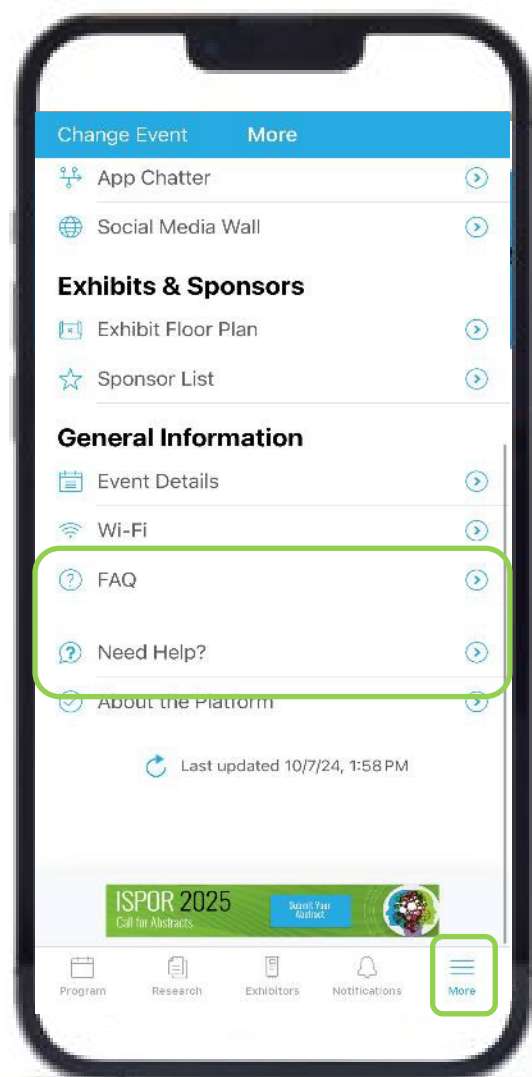 Change Event More
App Chatter
Social Media Wall
Exhibits & Sponsors
Exhibit Floor Plan
Sponsor List
General Information
Event Details
Wi-Fi
FAQ
Need Help?
About the Platform
Last updated 10/7/24, 1:58 PM
ISPOR 2025
Call for Abstracts
Submit Your
Abstract
Program Research Exhibitors Notifications More